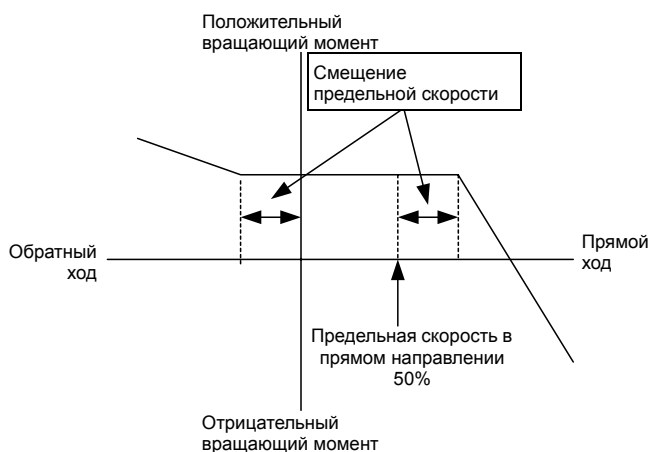 Положительный
вращающий момент
Смещение
предельной скорости
Обратный
ход
Прямой
ход
Предельная скорость в
прямом направлении
50%
Отрицательный
вращающий момент